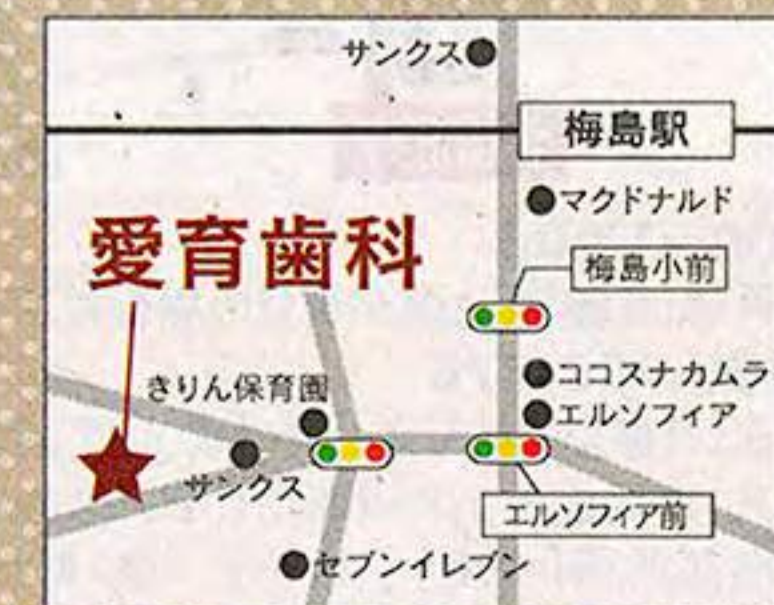 サンクス
梅島駅
マクドナルド
愛育歯科
梅島小前
ココスナカムラ
きりん保育園
エルソフィア
サンクス
エルソフィア前
セブンイレブン